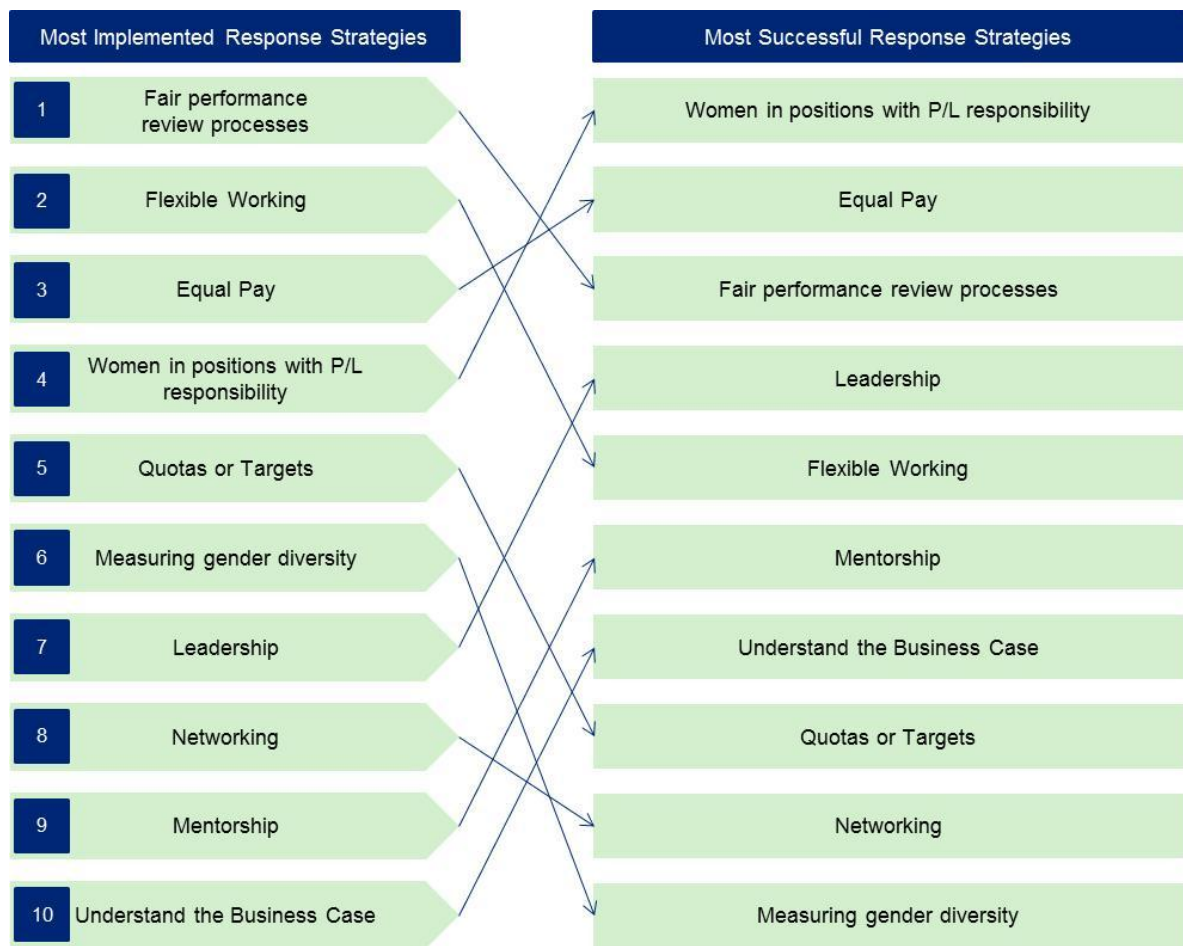 Most Implemented Response Strategies
Most Successful Response Strategies
1
Fair performance
review processes
Women in positions with P/L responsibility
2
Flexible Working
Equal Pay
3
Equal Pay
Fair performance review processes
4
Women in positions with P/L
responsibility
Leadership
5
Quotas or Targets
Flexible Working
6
Measuring gender diversity
Mentorship
7
Leadership
Understand the Business Case
8
Networking
Quotas or Targets
9
Mentorship
Networking
10
Understand the Business Case
Measuring gender diversity